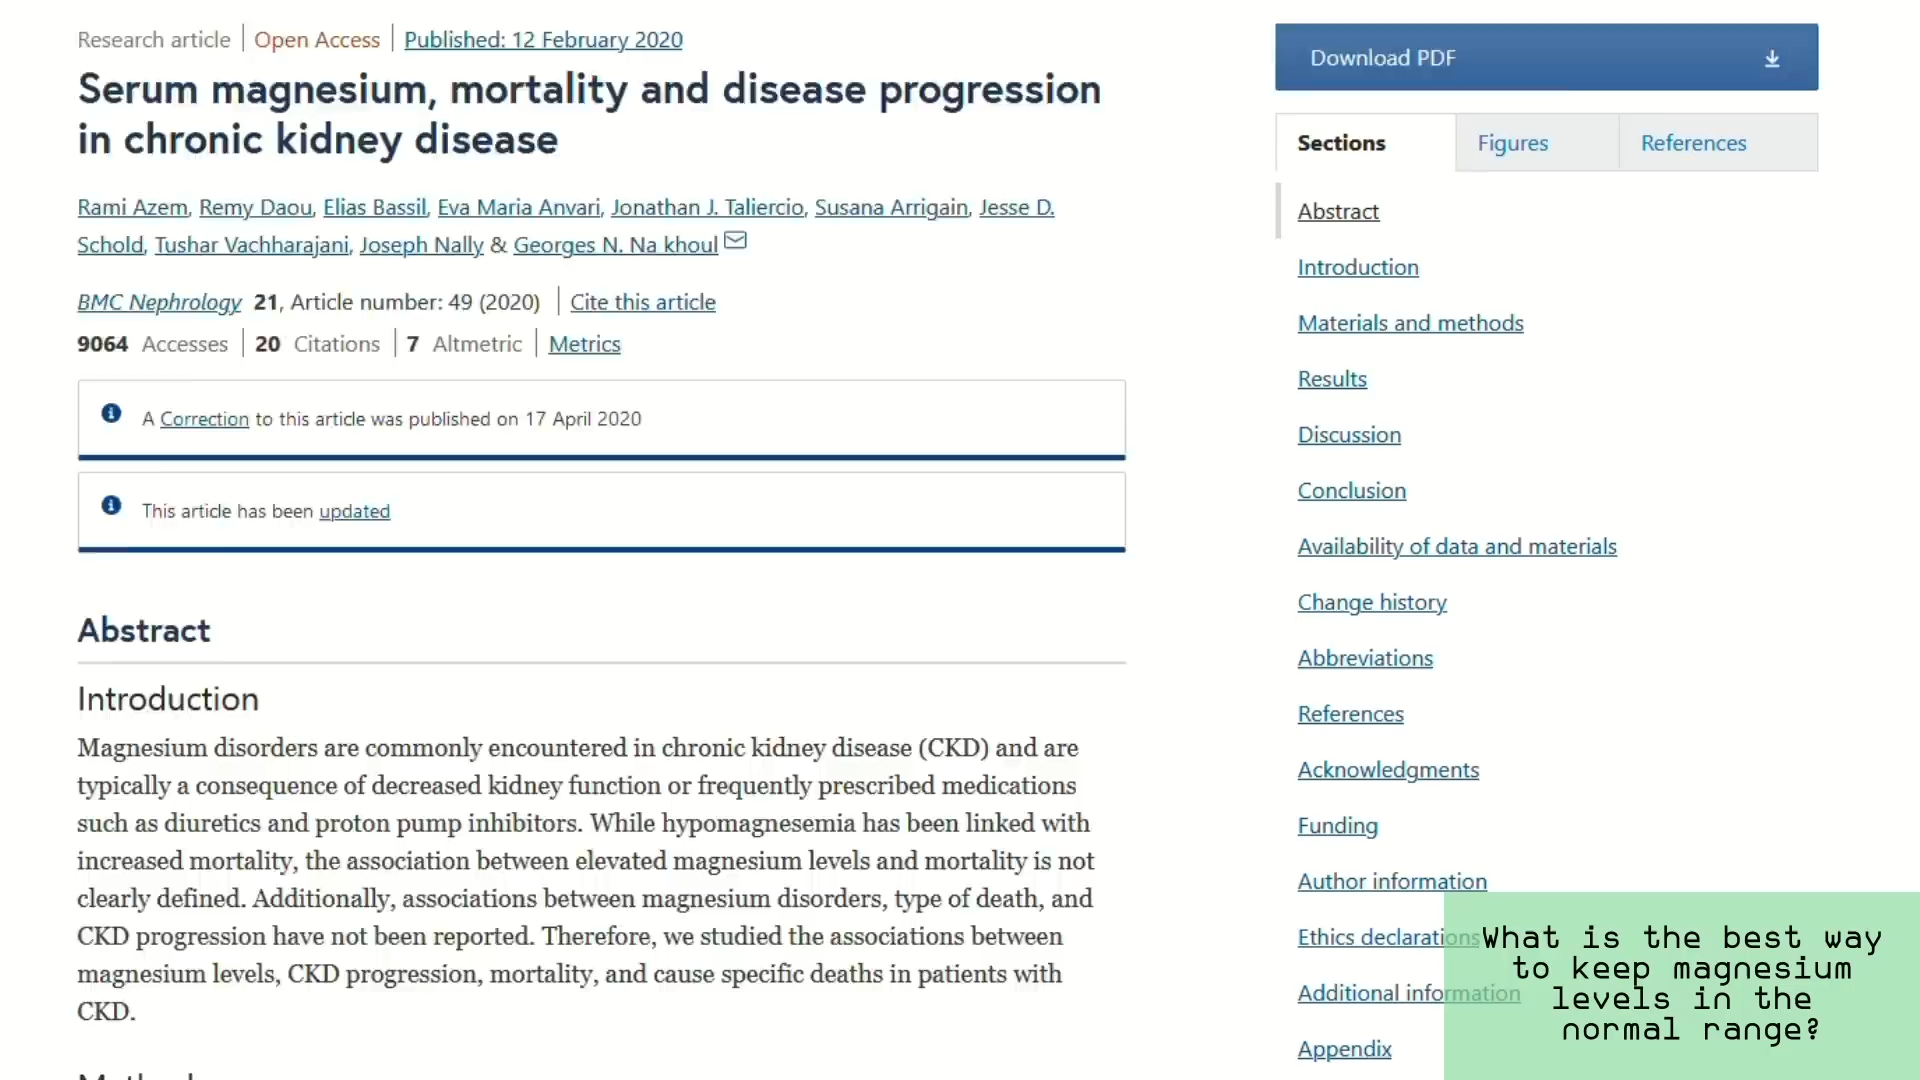 Research article | Open Access | Published: 12 February 2020
Serum magnesium, mortality and disease progression
in chronic kidney disease
Rami Azem, Remy Daou, Elias Bassil, Eva Maria Anvari, Jonathan J. Taliercio, Susana Arrigain, Jesse D.
Schold, Tushar Vachharajani, Joseph Nally & Georges N. Na khoul
BMC Nephrology 21, Article number: 49 (2020) | Cite this article
9064 Accesses | 20 Citations | 7 Altmetric | Metrics
A Correction to this article was published on 17 April 2020
This article has been updated
Abstract
Introduction
Magnesium disorders are commonly encountered in chronic kidney disease (CKD) and are
typically a consequence of decreased kidney function or frequently prescribed medications
such as diuretics and proton pump inhibitors. While hypomagnesemia has been linked with
increased mortality, the association between elevated magnesium levels and mortality is not
clearly defined. Additionally, associations between magnesium disorders, type of death, and
CKD progression have not been reported. Therefore, we studied the associations between
magnesium levels, CKD progression, mortality, and cause specific deaths in patients with
CKD.
Download PDF
Sections Figures References
Abstract
Introduction
Materials and methods
Results
Discussion
Conclusion
Availability of data and materials
Change history
Abbreviations
References
Acknowledgments
Funding
Author information
Ethics declarations
Additional information
Appendix
What is the best way
to keep magnesium
levels in the
normal range?